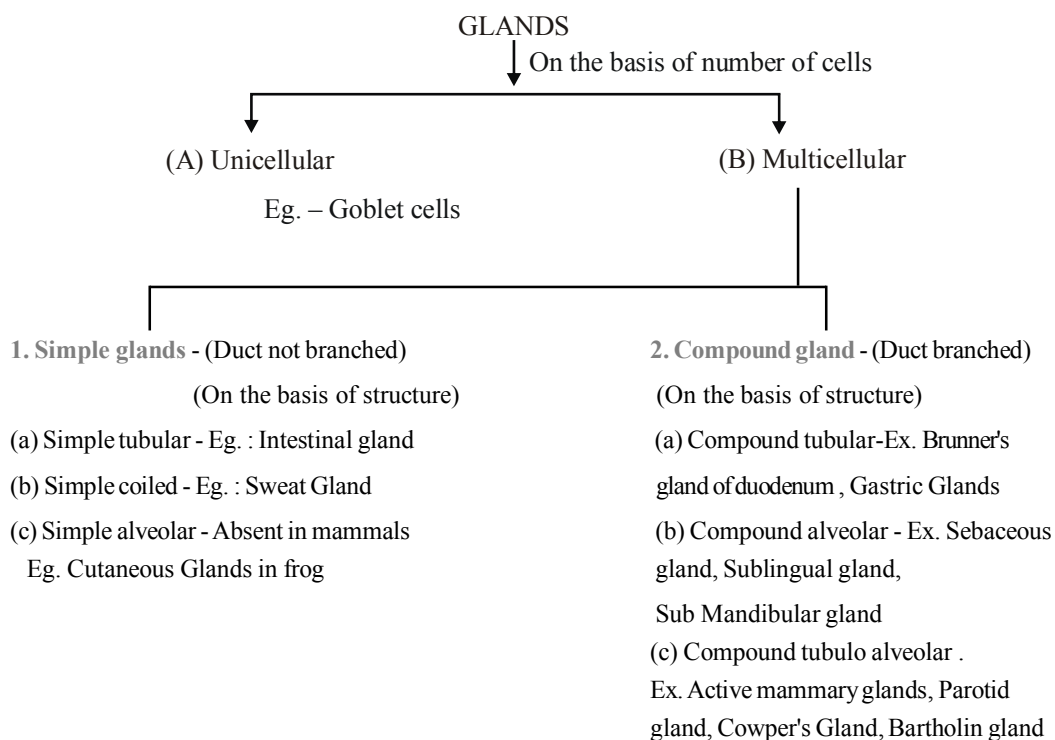 GLANDS
On the basis of number of cells
(A) Unicellular
Eg. – Goblet cells
(B) Multicellular
1. Simple glands - (Duct not branched)
(On the basis of structure)
(a) Simple tubular - Eg. : Intestinal gland
(b) Simple coiled - Eg. : Sweat Gland
(c) Simple alveolar - Absent in mammals
Eg. Cutaneous Glands in frog
2. Compound gland - (Duct branched)
(On the basis of structure)
(a) Compound tubular-Ex. Brunner's
gland of duodenum , Gastric Glands
(b) Compound alveolar - Ex. Sebaceous
gland, Sublingual gland,
Sub Mandibular gland
(c) Compound tubulo alveolar .
Ex. Active mammary glands, Parotid
gland, Cowper's Gland, Bartholin gland